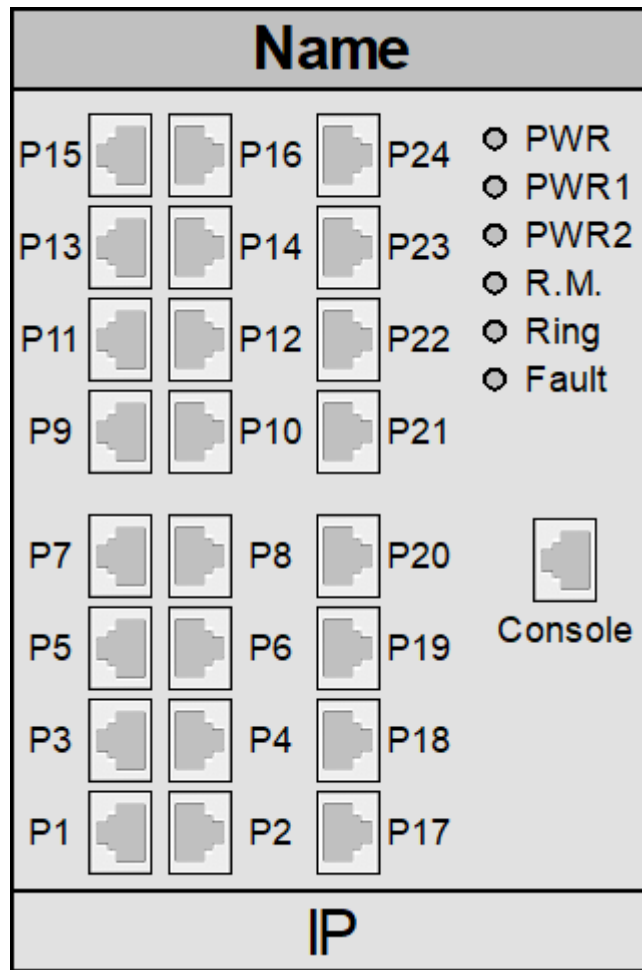 Name
P15 P16 P24 PWR
PWR1
P13 P14 P23 PWR2
R.M.
P11 P12 P22 Ring
Fault
P9 P10 P21
P7 P8 P20
P5 P6 P19 Console
P3 P4 P18
P1 P2 P17
IP